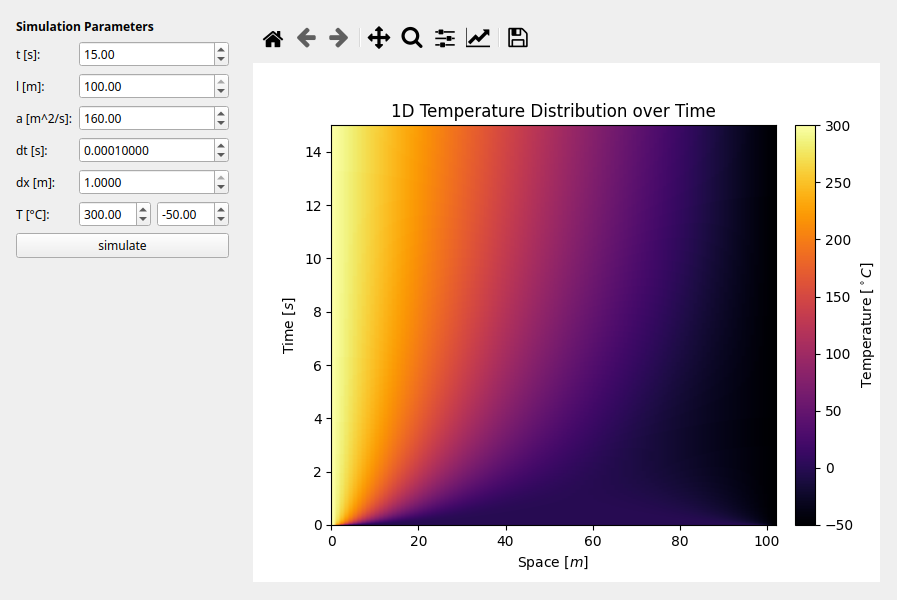 Simulation Parameters
t [s]: 15.00
l [m]: 100.00
a [m^2/s]: 160.00
dt [s]: 0.00010000
dx [m]: 1.0000
T [°C]: 300.00 -50.00
simulate
1D Temperature Distribution over Time
14
12
10
8
6
4
2
0
Time [s]
0 20 40 60 80 100
Space [m]
300
250
200
150
100
50
0
−50
Temperature [°C]